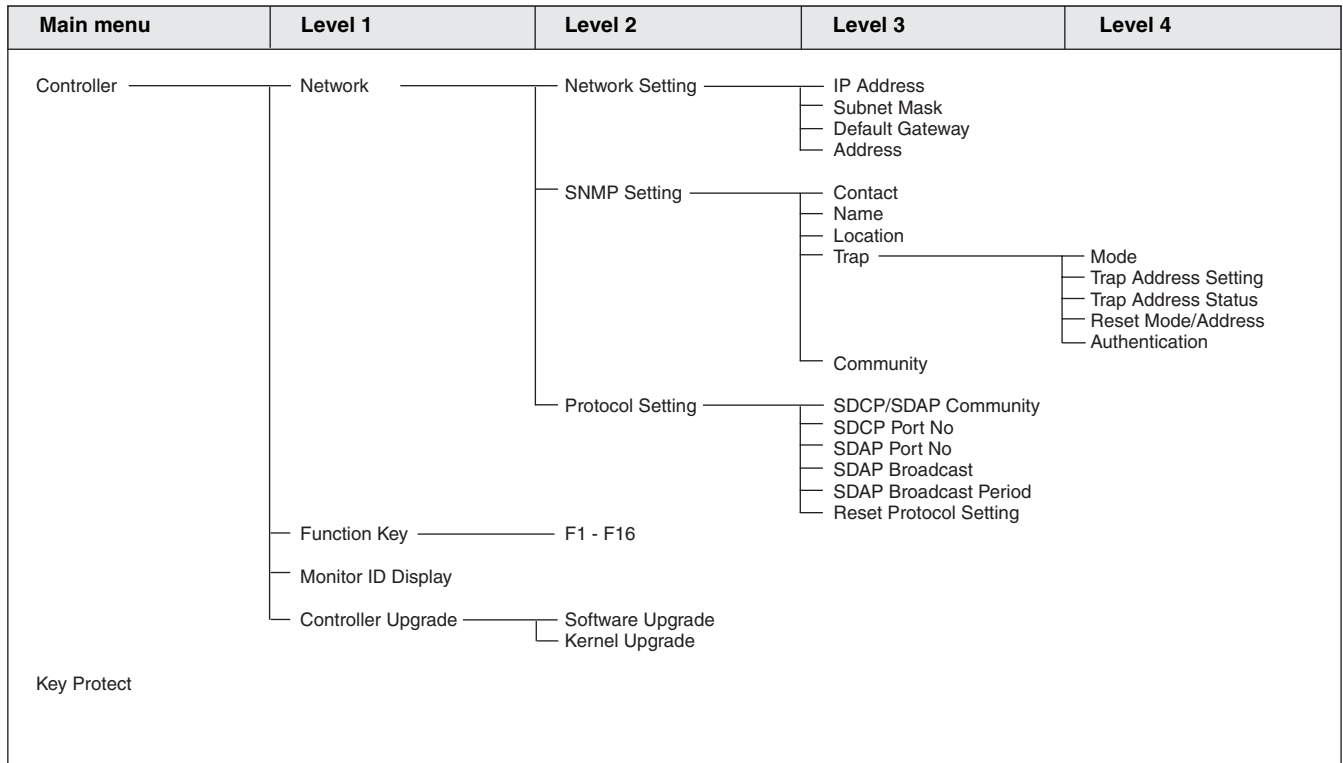 Main menu Level 1 Level 2 Level 3 Level 4
Controller Network Network Setting IP Address
Subnet Mask
Default Gateway
Address
SNMP Setting Contact
Name
Location
Trap Mode
Trap Address Setting
Trap Address Status
Reset Mode/Address
Authentication
Community
Protocol Setting SDCP/SDAP Community
SDCP Port No
SDAP Port No
SDAP Broadcast
SDAP Broadcast Period
Reset Protocol Setting
Function Key F1 - F16
Monitor ID Display
Controller Upgrade Software Upgrade
Kernel Upgrade
Key Protect